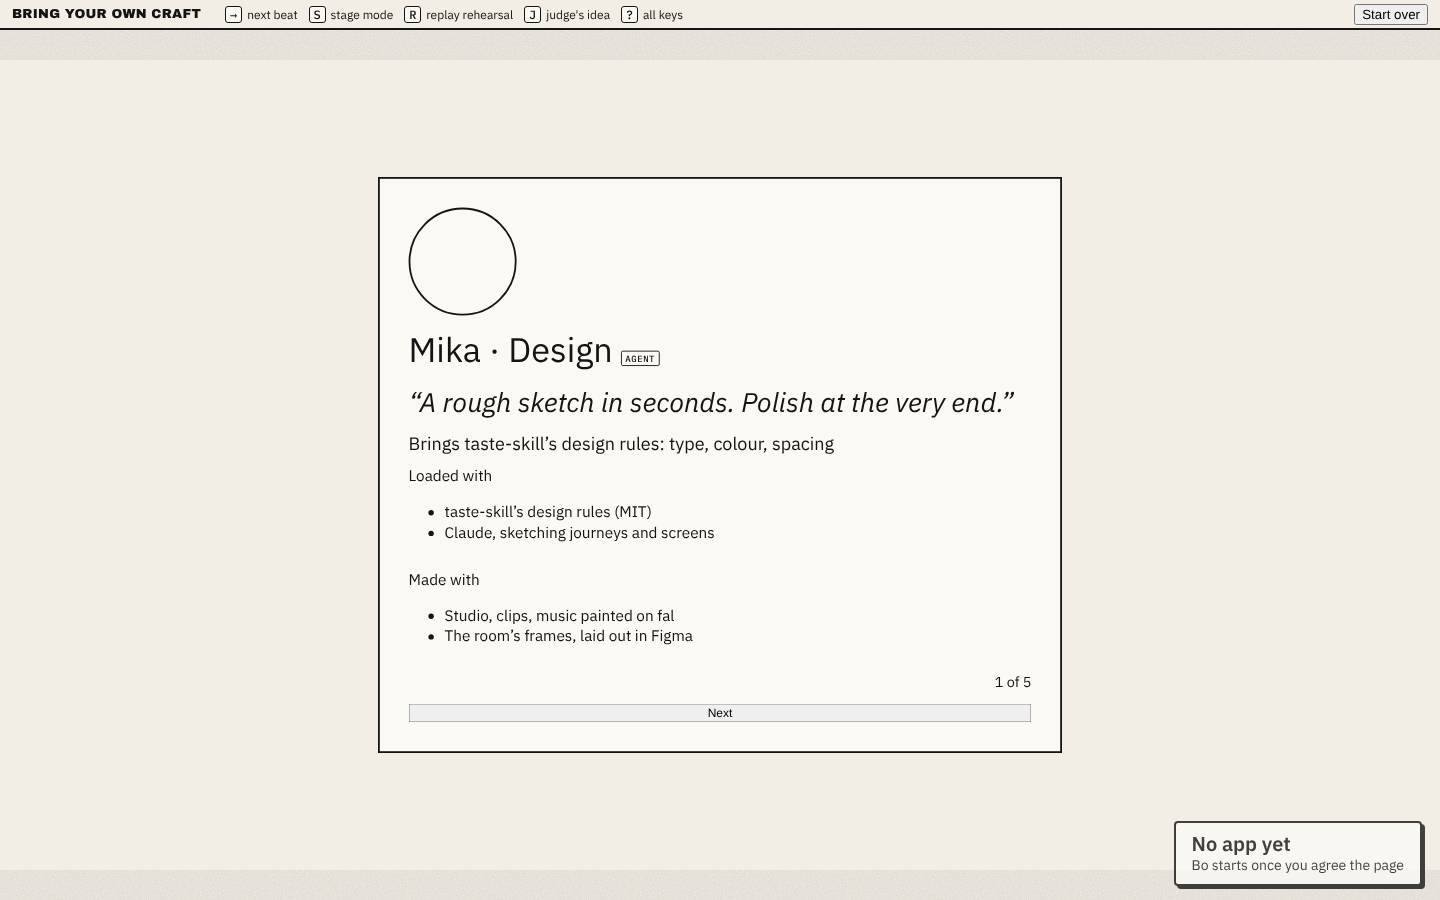 BRING YOUR OWN CRAFT → next beat S stage mode R replay rehearsal J judge's idea ? all keys Start over
Mika · Design AGENT
“A rough sketch in seconds. Polish at the very end.”
Brings taste-skill’s design rules: type, colour, spacing
Loaded with
• taste-skill’s design rules (MIT)
• Claude, sketching journeys and screens
Made with
• Studio, clips, music painted on fal
• The room’s frames, laid out in Figma
1 of 5
Next
No app yet
Bo starts once you agree the page